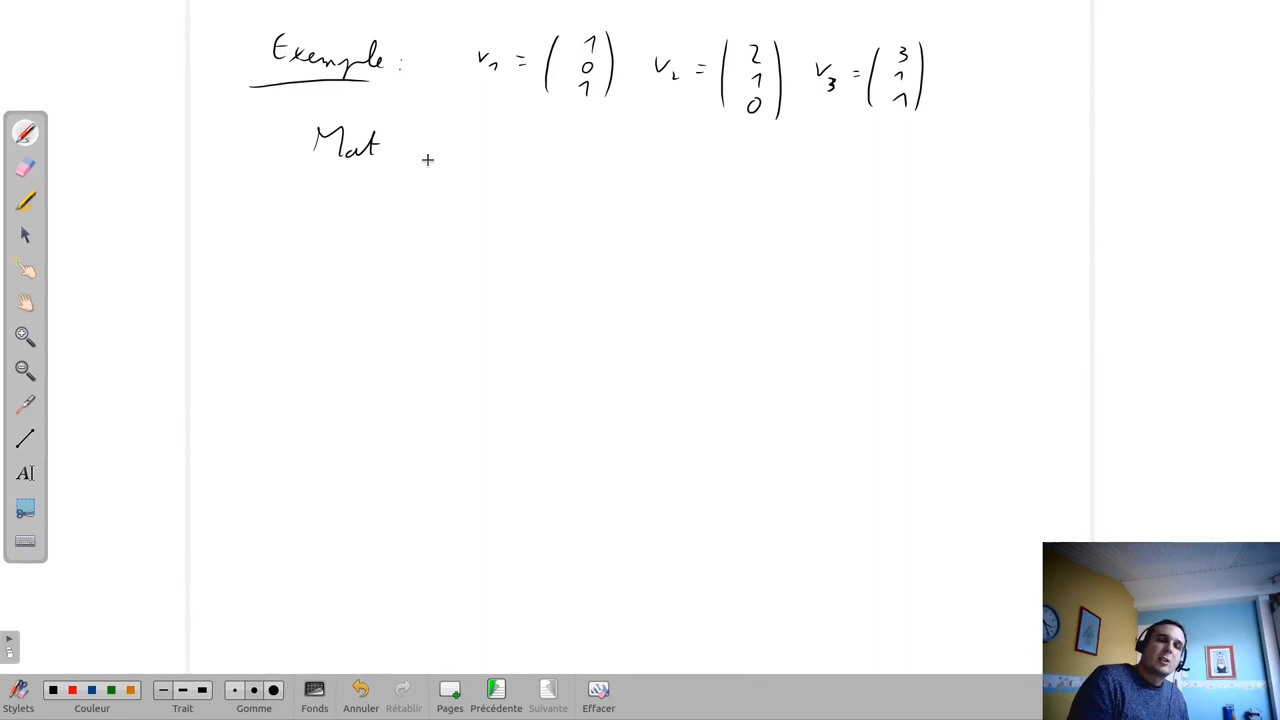 Exemple : v₁ = (1 0 1) v₂ = (2 1 0) v₃ = (3 1 1)
Mat
Stylets
Couleur
Trait
Gomme
Fonds
Annuler
Rétablir
Pages
Précédente
Suivante
Effacer